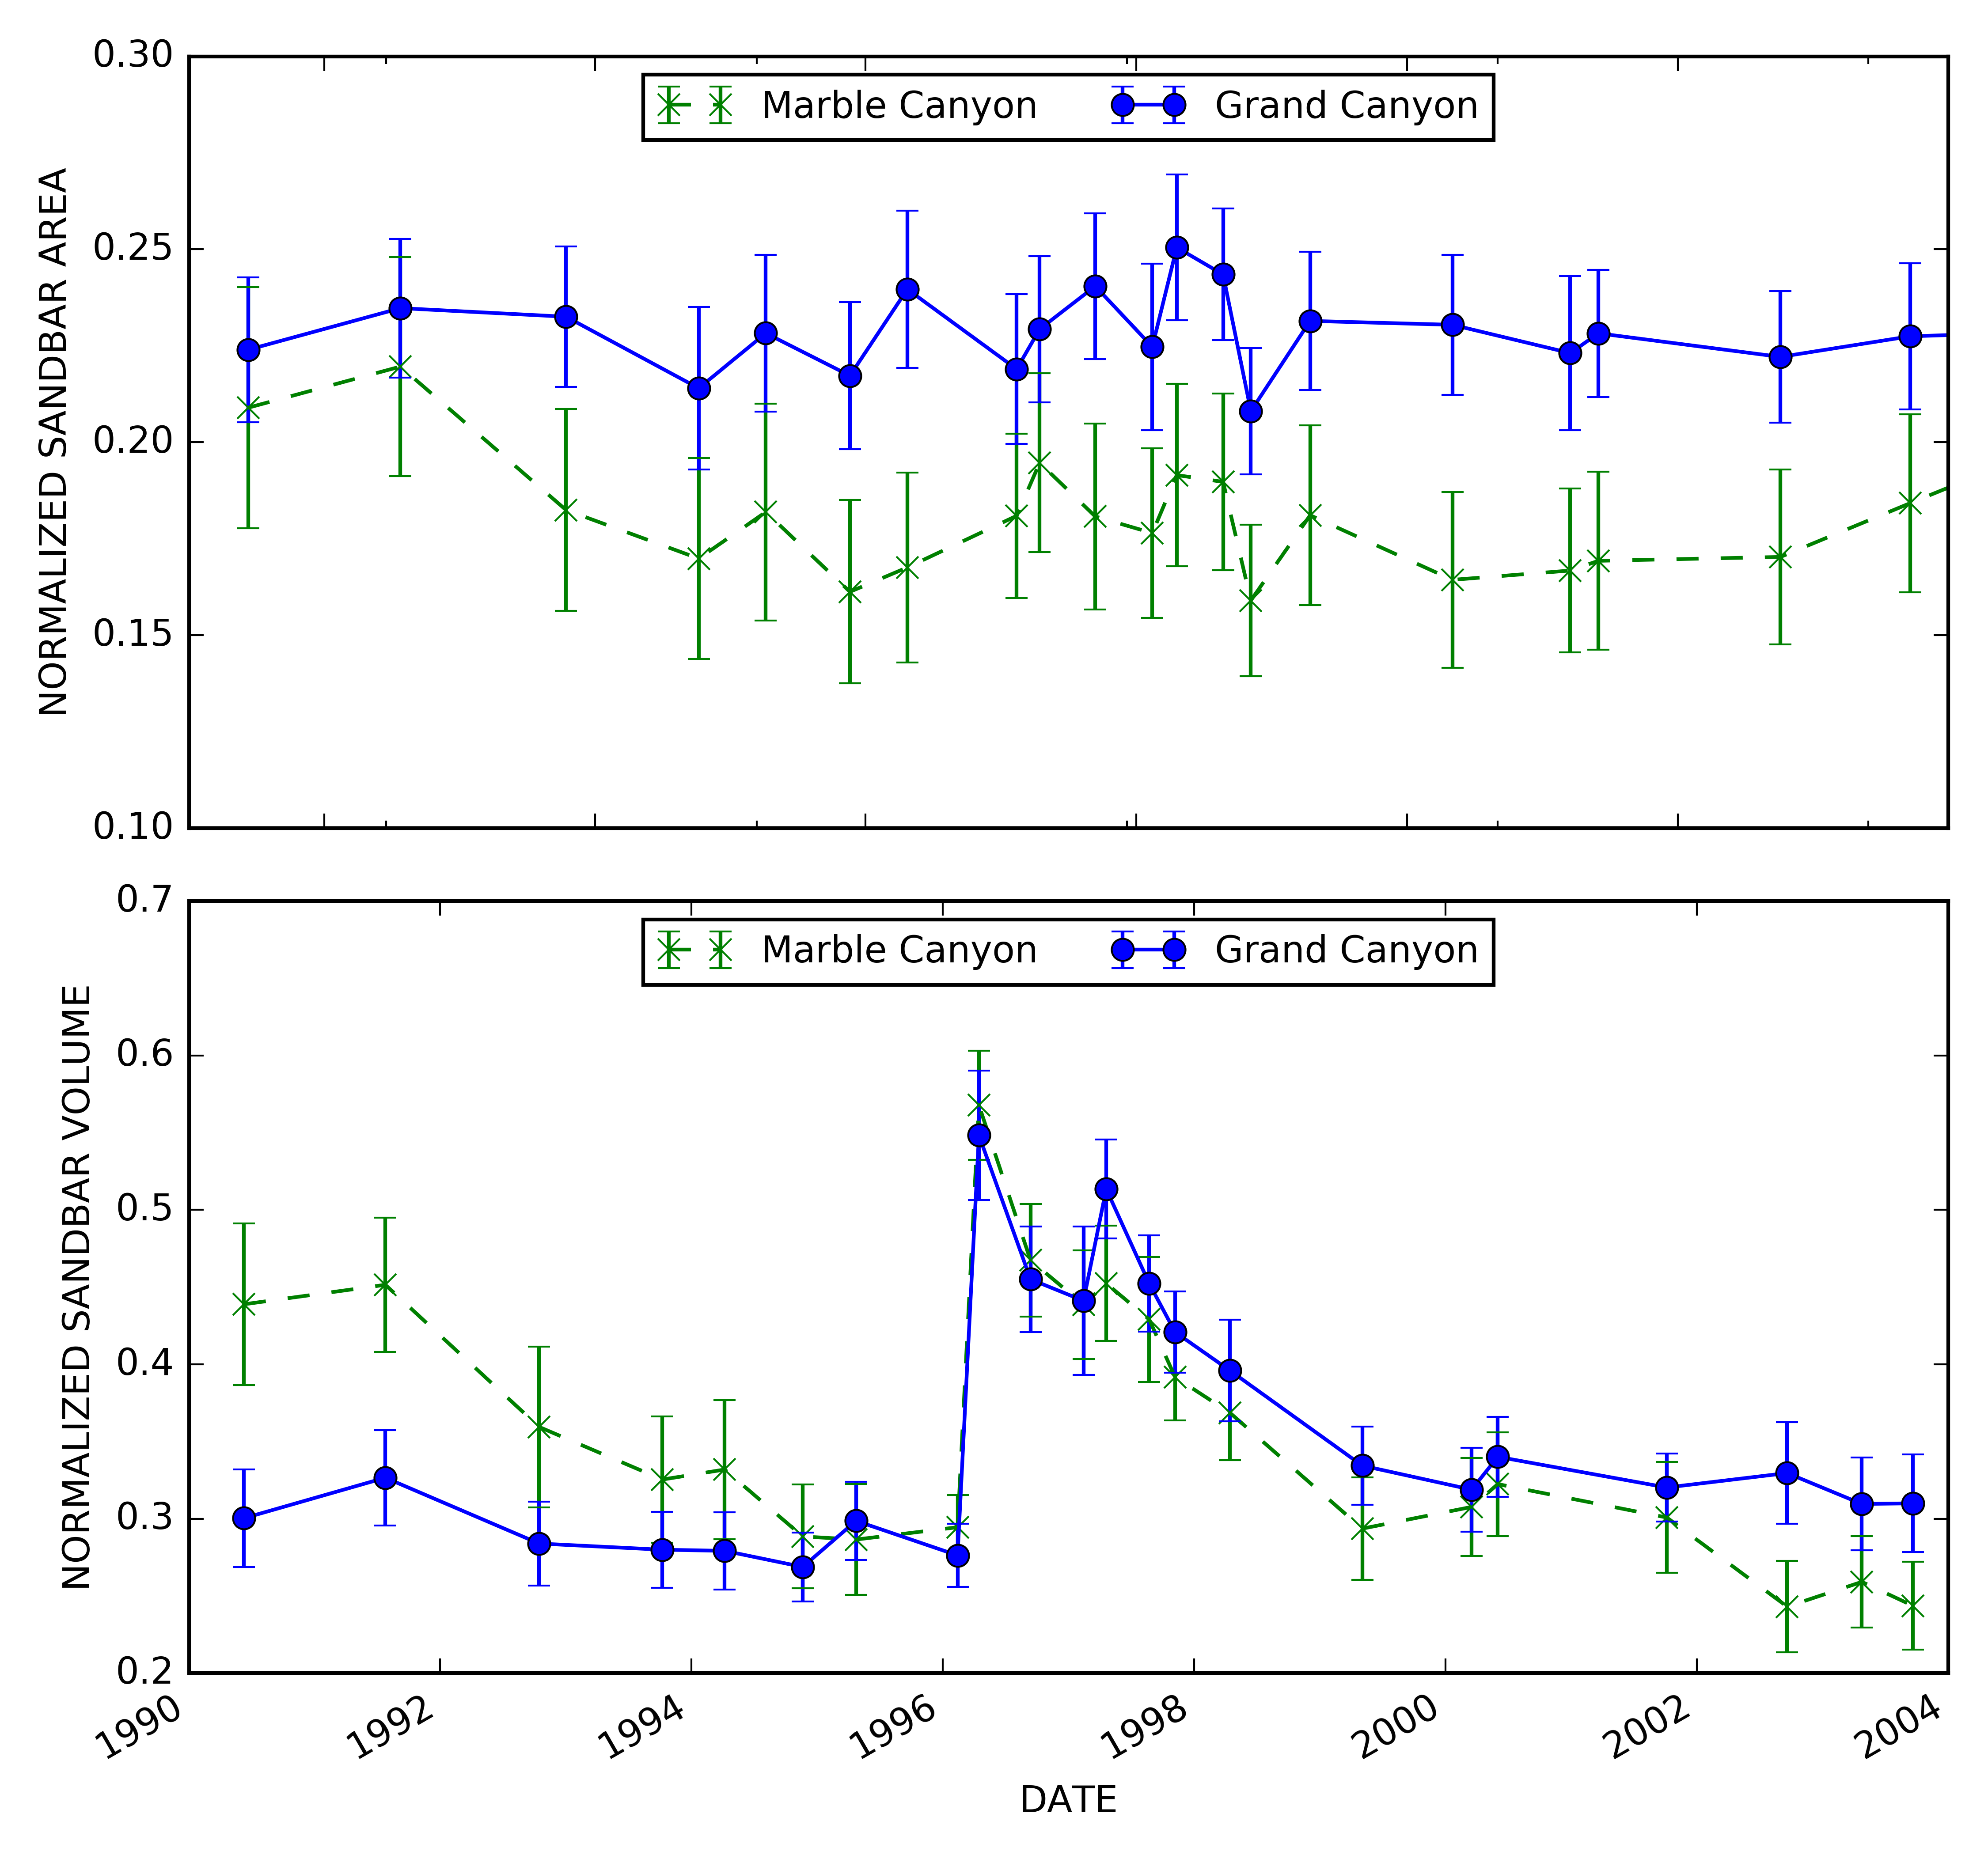 0.30
Marble Canyon Grand Canyon
0.25
0.20
0.15
0.10
NORMALIZED SANDBAR AREA
0.7
Marble Canyon Grand Canyon
0.6
0.5
0.4
0.3
0.2
NORMALIZED SANDBAR VOLUME
1990 1992 1994 1996 1998 2000 2002 2004
DATE